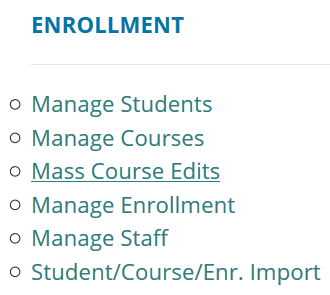 ENROLLMENT
Manage Students
Manage Courses
Mass Course Edits
Manage Enrollment
Manage Staff
Student/Course/Enr. Import